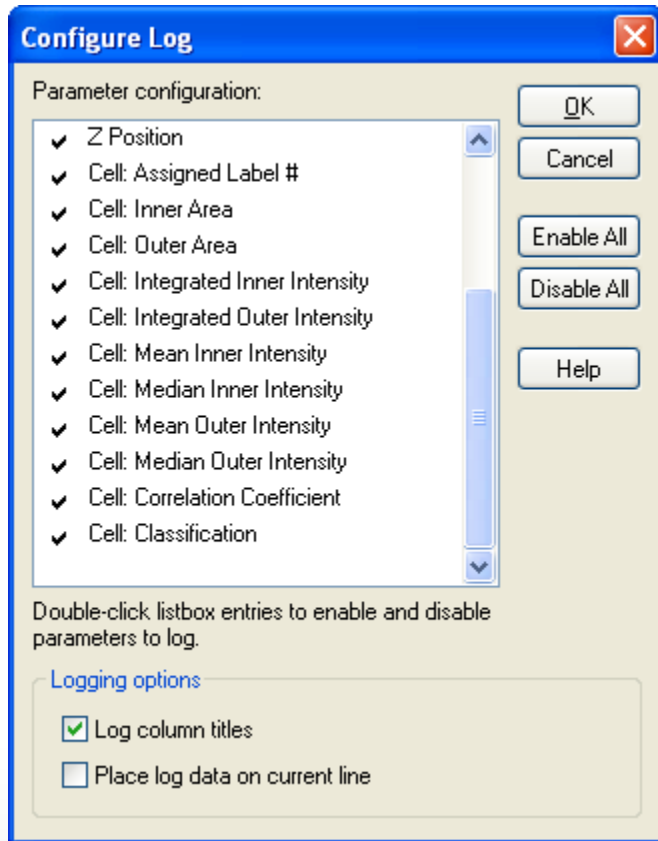 Configure Log
Parameter configuration:
Z Position
Cell: Assigned Label #
Cell: Inner Area
Cell: Outer Area
Cell: Integrated Inner Intensity
Cell: Integrated Outer Intensity
Cell: Mean Inner Intensity
Cell: Median Inner Intensity
Cell: Mean Outer Intensity
Cell: Median Outer Intensity
Cell: Correlation Coefficient
Cell: Classification
OK
Cancel
Enable All
Disable All
Help
Double-click listbox entries to enable and disable
parameters to log.
Logging options
Log column titles
Place log data on current line